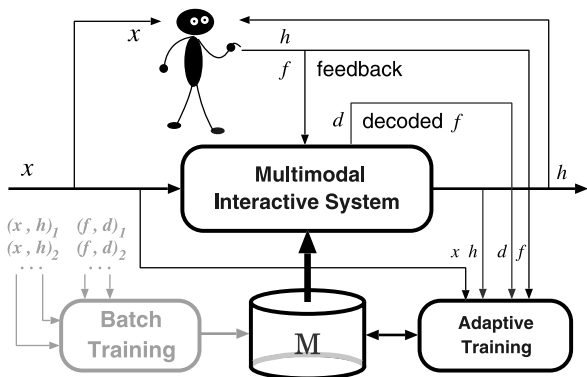 x
h
f feedback
d decoded f
x
Multimodal
Interactive System
h
(x , h)1 (f , d)1
(x , h)2 (f , d)2
... ...
x h d f
Batch
Training
M
Adaptive
Training